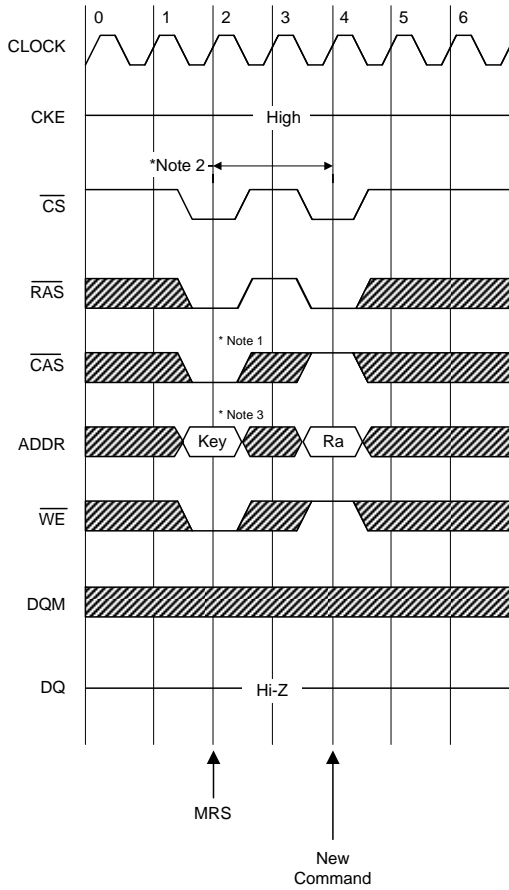 0 1 2 3 4 5 6
CLOCK
CKE High
*Note 2
CS
RAS
* Note 1
CAS
* Note 3
ADDR Key Ra
WE
DQM
DQ Hi-Z
MRS
New
Command